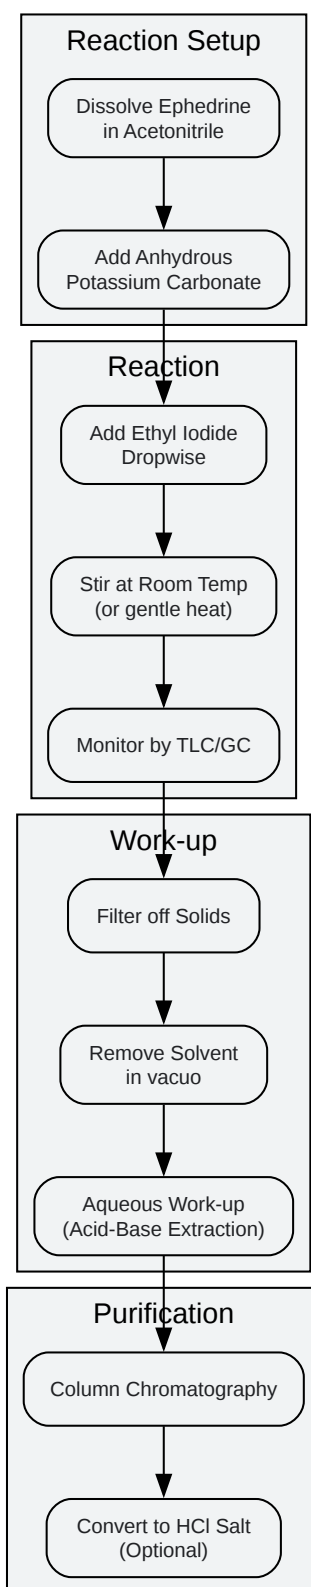 Reaction Setup
Dissolve Ephedrine
in Acetonitrile
Add Anhydrous
Potassium Carbonate
Reaction
Add Ethyl Iodide
Dropwise
Stir at Room Temp
(or gentle heat)
Monitor by TLC/GC
Work-up
Filter off Solids
Remove Solvent
in vacuo
Aqueous Work-up
(Acid-Base Extraction)
Purification
Column Chromatography
Convert to HCl Salt
(Optional)